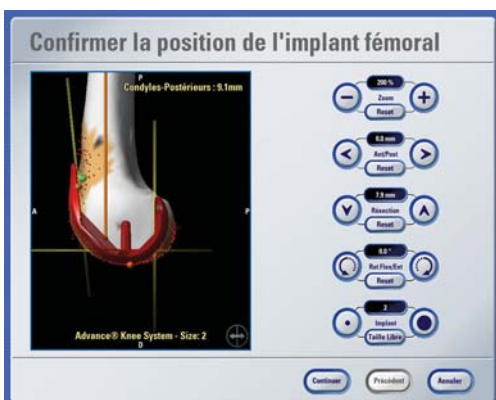 Confirmer la position de l'implant fémoral
P
Condyles-Postérieurs : 9.1mm
A
P
Advance® Knee System - Size: 2
D
200 %
Zoom
Reset
0.0 mm
Ant/Post
Reset
7.9 mm
Résection
Reset
0.0 °
Rot Flex/Ext
Reset
2
Implant
Taille Libre
Continuer
Précédent
Annuler